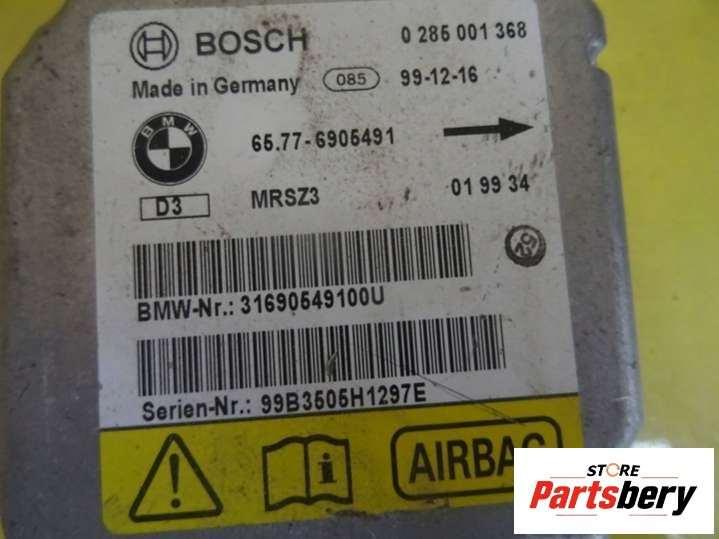 BOSCH 0 285 001 368
Made in Germany 085 99-12-16
BMW 65.77-6905491
D3 MRSZ3 01 99 34
BMW-Nr.: 31690549100U
Serien-Nr.: 99B3505H1297E
i AIRBAG
STORE
Partsbery